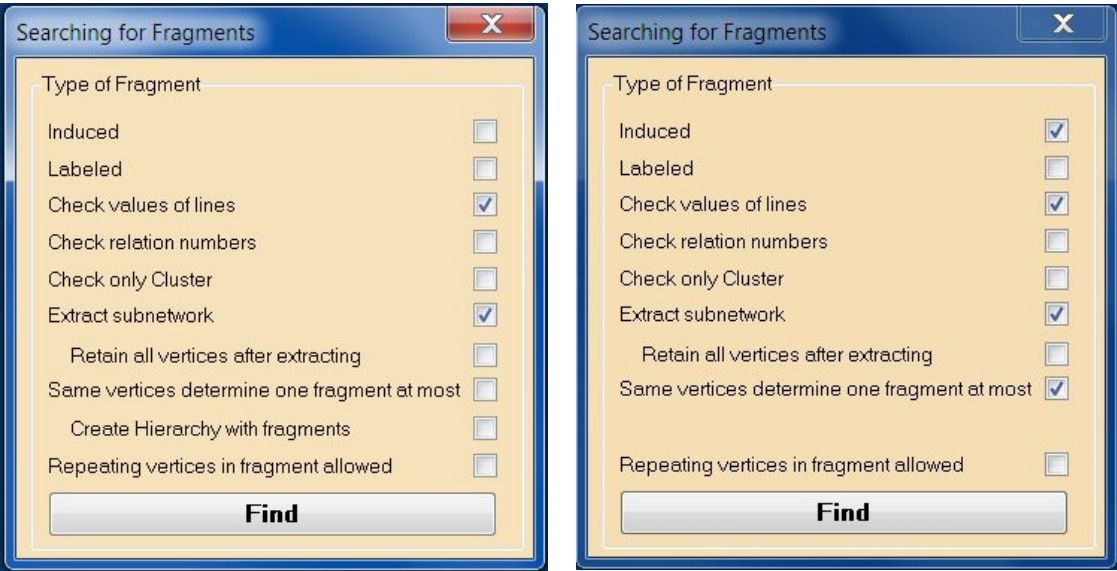 Searching for Fragments
X
Type of Fragment
Induced
Labeled
Check values of lines
Check relation numbers
Check only Cluster
Extract subnetwork
Retain all vertices after extracting
Same vertices determine one fragment at most
Create Hierarchy with fragments
Repeating vertices in fragment allowed
Find
Searching for Fragments
X
Type of Fragment
Induced
Labeled
Check values of lines
Check relation numbers
Check only Cluster
Extract subnetwork
Retain all vertices after extracting
Same vertices determine one fragment at most
Repeating vertices in fragment allowed
Find